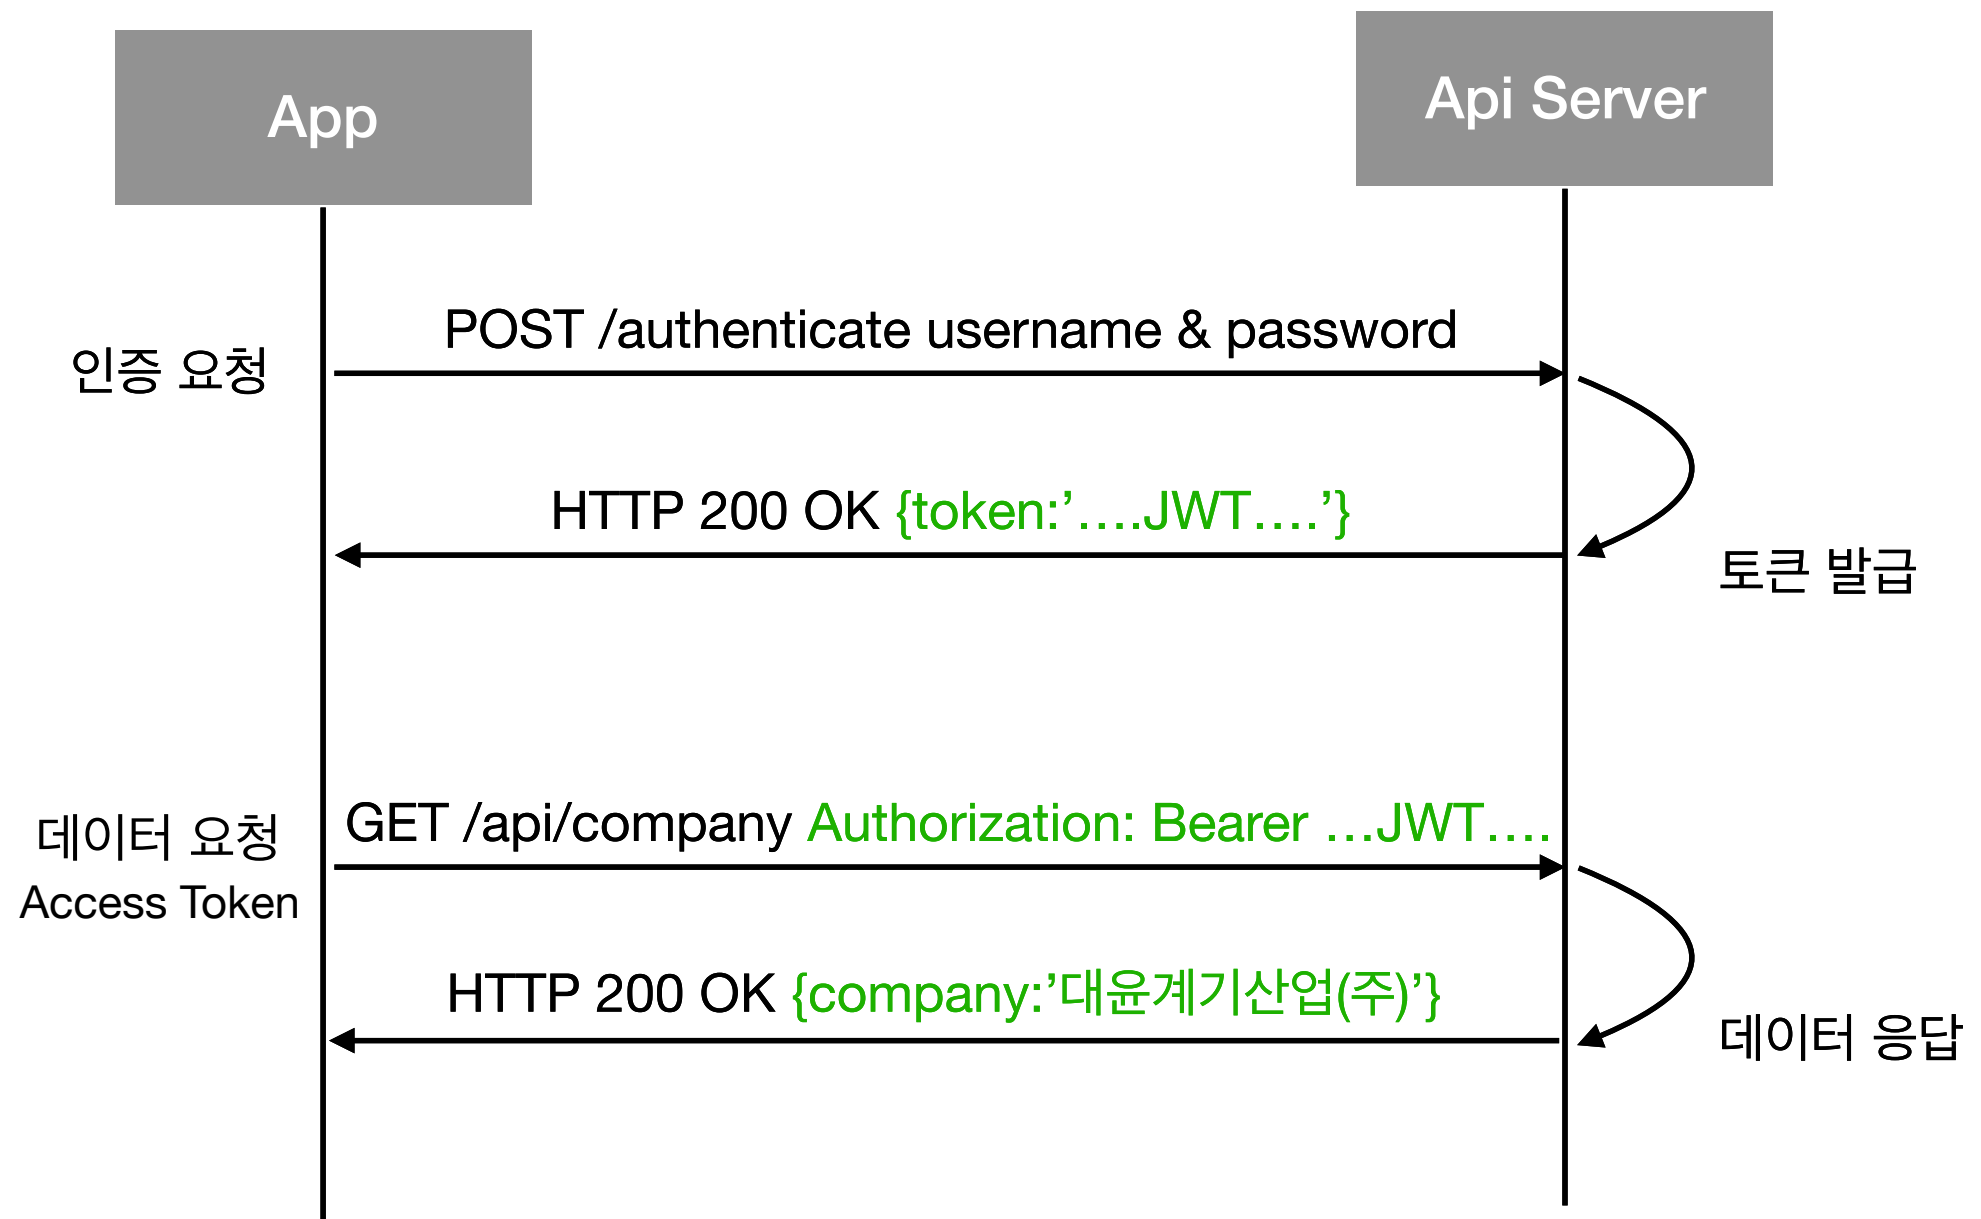 App
Api Server
POST /authenticate username & password
인증 요청
HTTP 200 OK {token:’….JWT….’}
토큰 발급
GET /api/company Authorization: Bearer …JWT….
데이터 요청
Access Token
HTTP 200 OK {company:’대윤계기산업(주)’}
데이터 응답